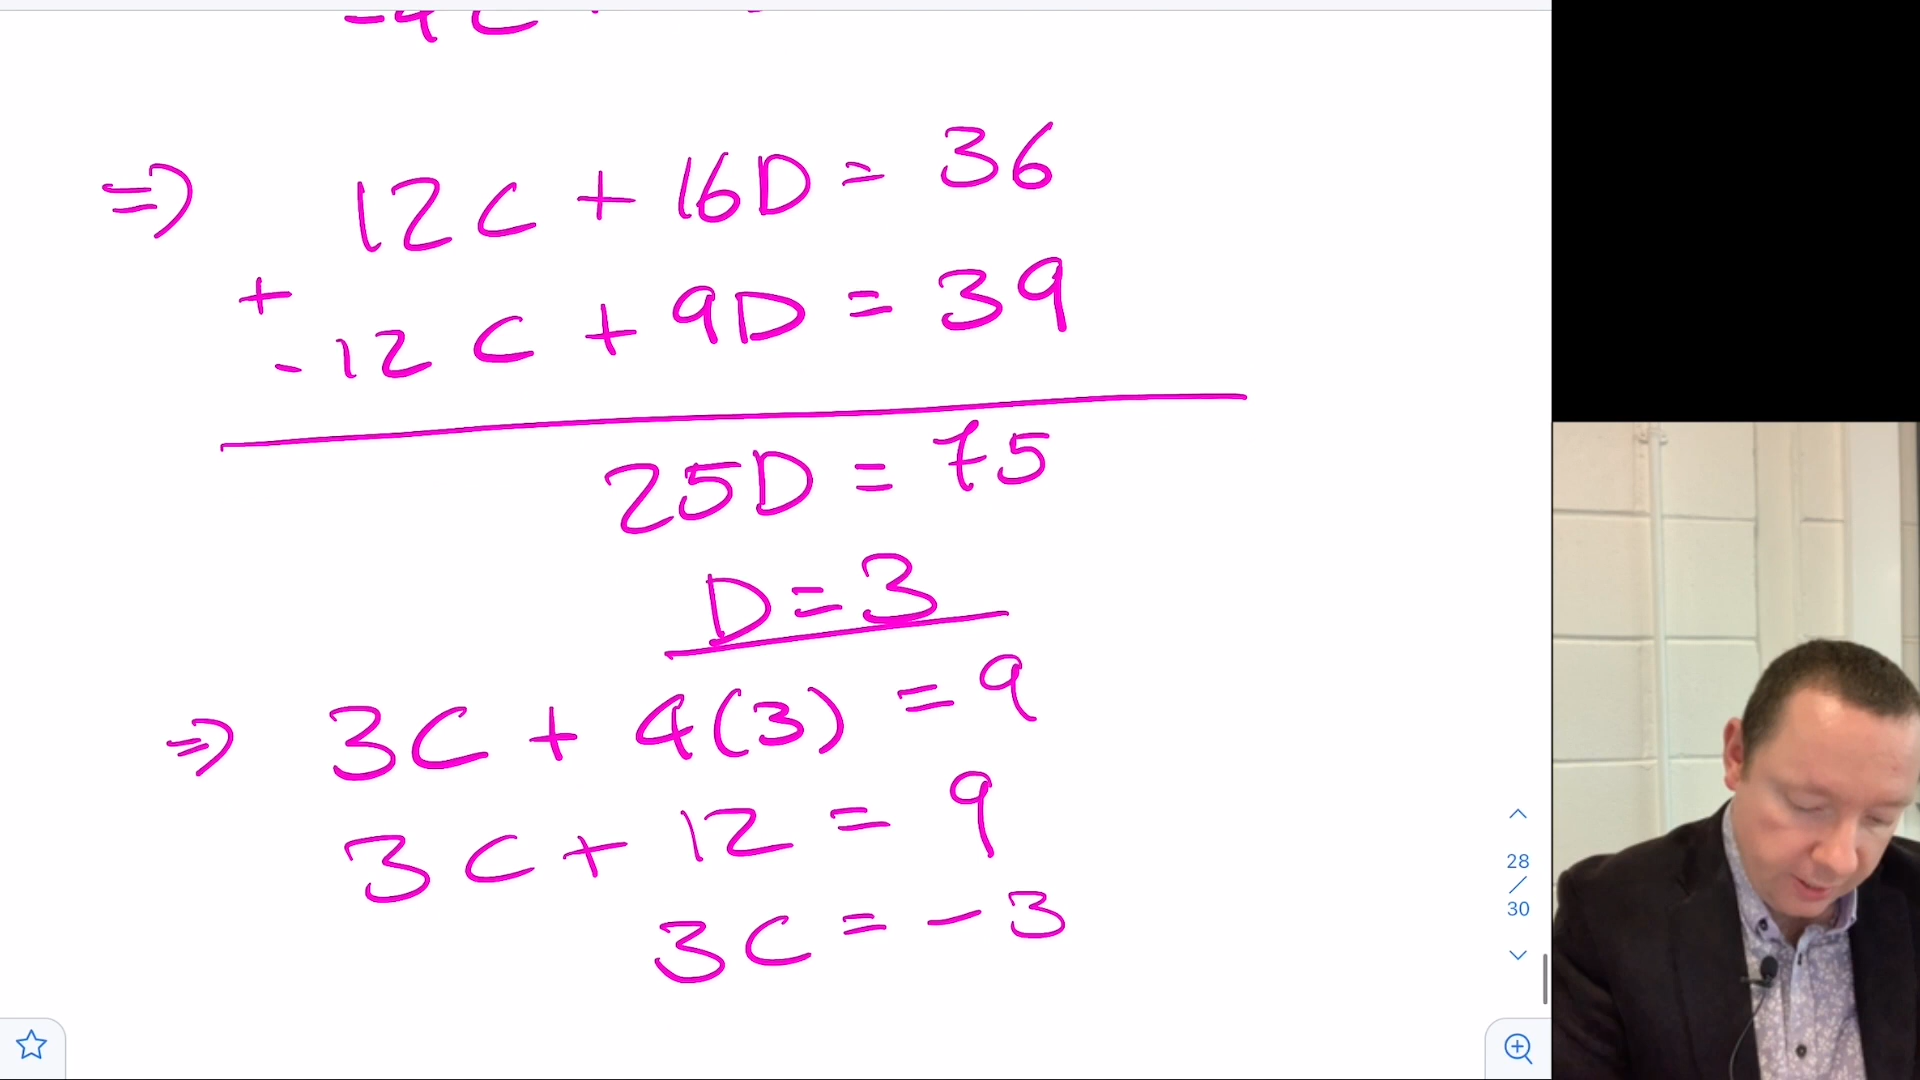 -4C
⇒ 12C + 16D = 36
+ -12C + 9D = 39
25D = 75
D = 3
⇒ 3C + 4(3) = 9
3C + 12 = 9
3C = -3
28
/
30